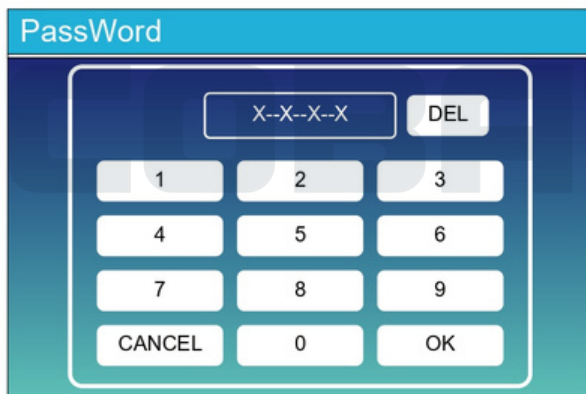 PassWord
X--X--X--X DEL
1 2 3
4 5 6
7 8 9
CANCEL 0 OK